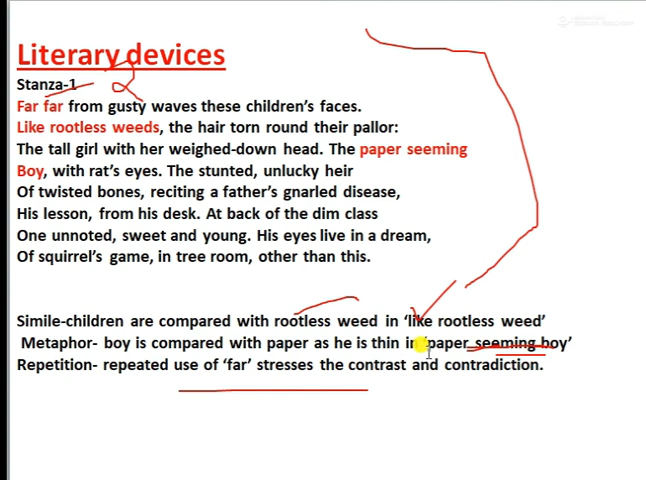 Literary devices
Stanza-1
Far far from gusty waves these children's faces.
Like rootless weeds, the hair torn round their pallor:
The tall girl with her weighed-down head. The paper seeming
Boy, with rat's eyes. The stunted, unlucky heir
Of twisted bones, reciting a father's gnarled disease,
His lesson, from his desk. At back of the dim class
One unnoted, sweet and young. His eyes live in a dream,
Of squirrel's game, in tree room, other than this.
Simile-children are compared with rootless weed in 'like rootless weed'
Metaphor- boy is compared with paper as he is thin in 'paper seeming boy'
Repetition- repeated use of 'far' stresses the contrast and contradiction.